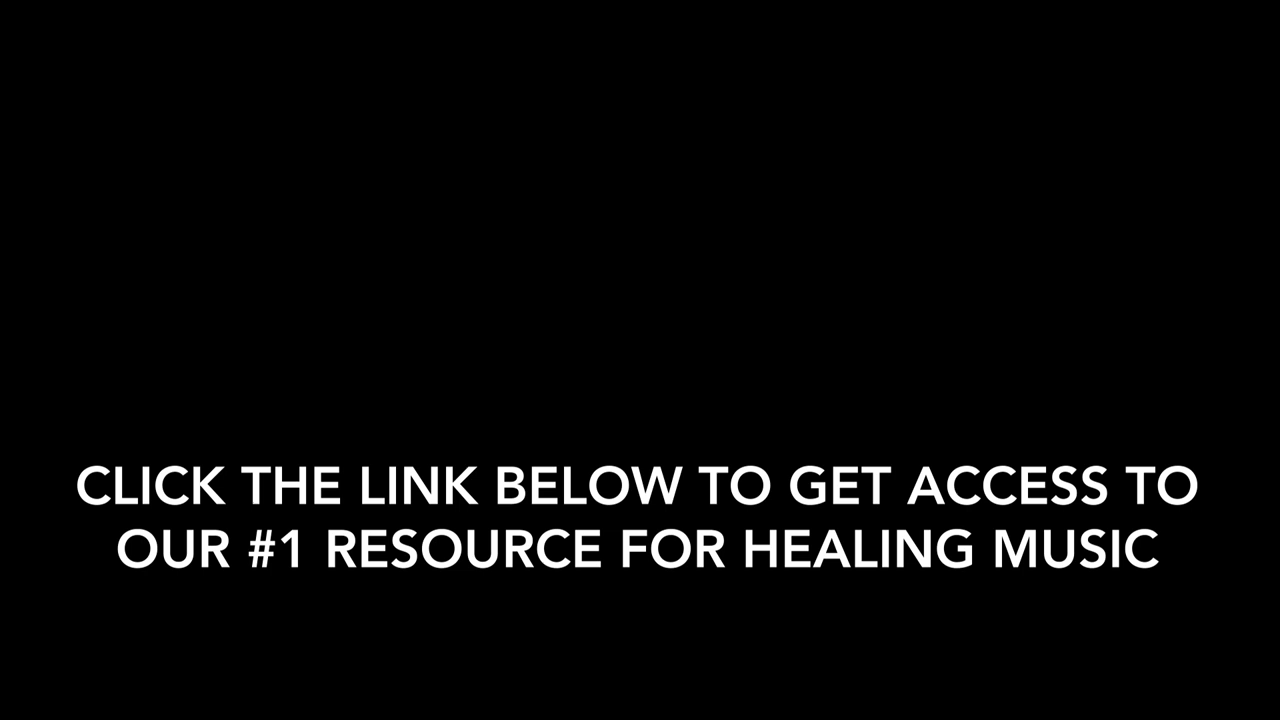 CLICK THE LINK BELOW TO GET ACCESS TO
OUR #1 RESOURCE FOR HEALING MUSIC